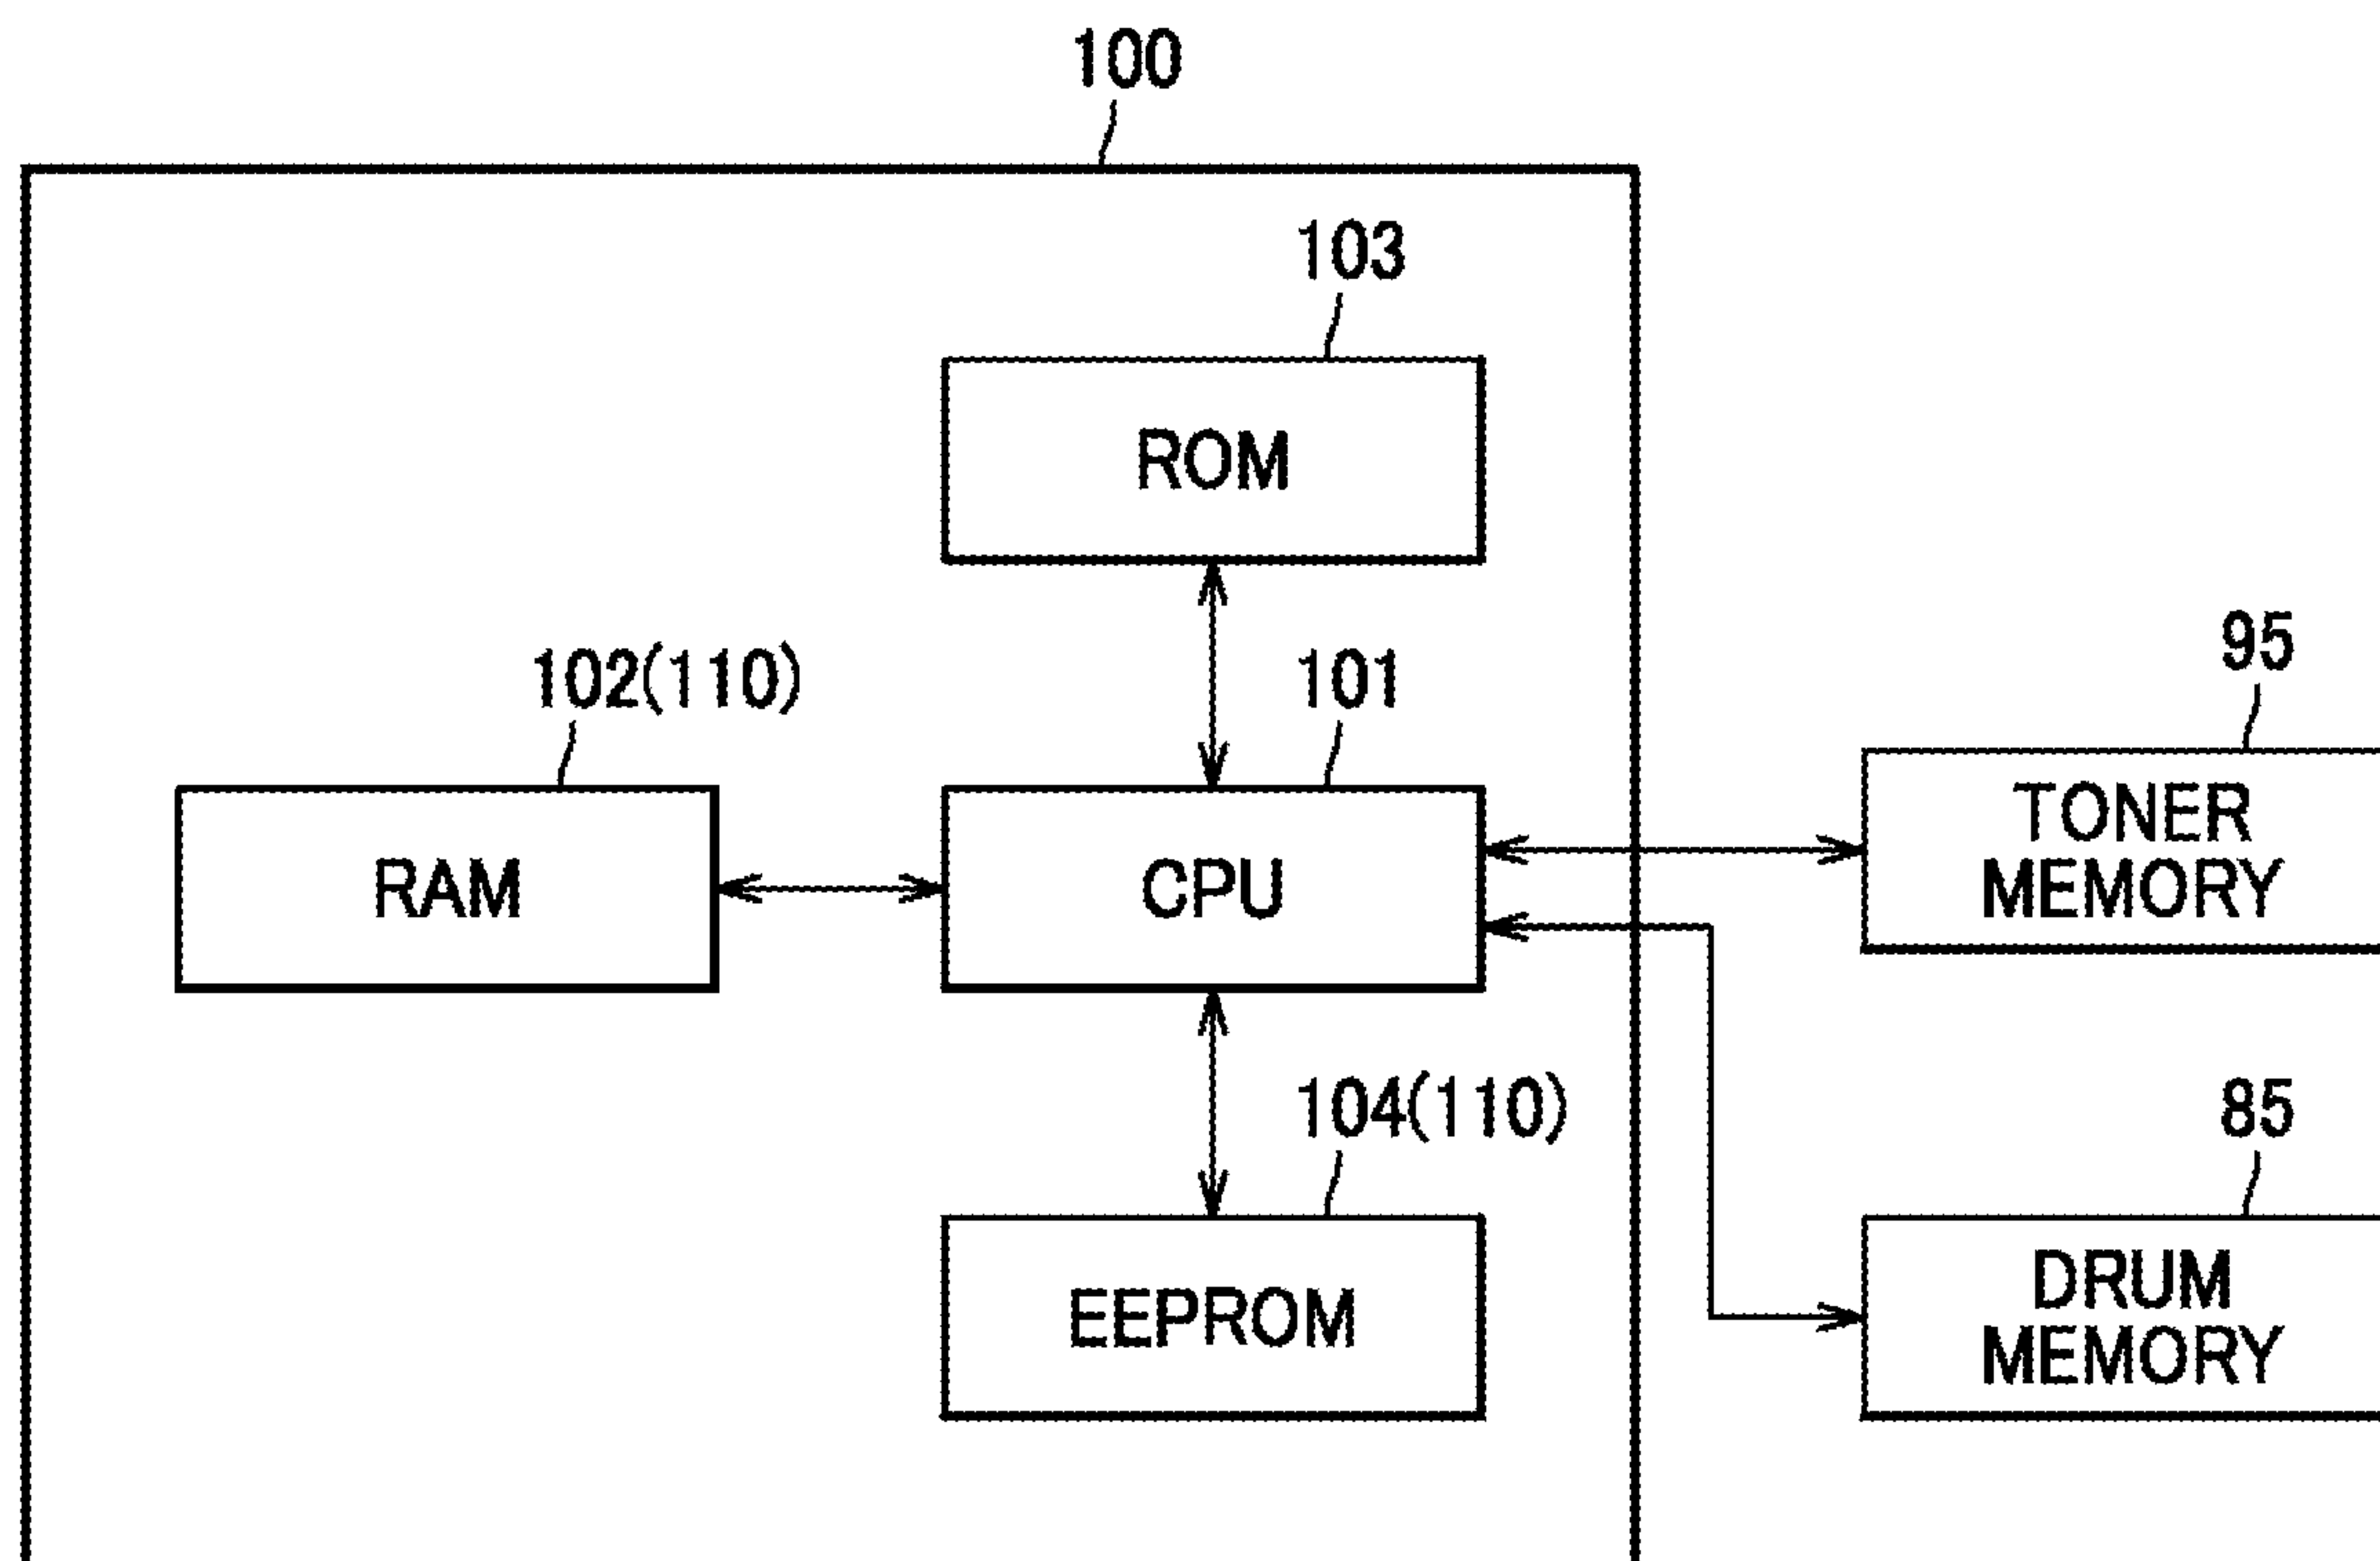 100
103
ROM
102(110)
101
95
RAM
CPU
TONER
MEMORY
104(110)
85
EEPROM
DRUM
MEMORY